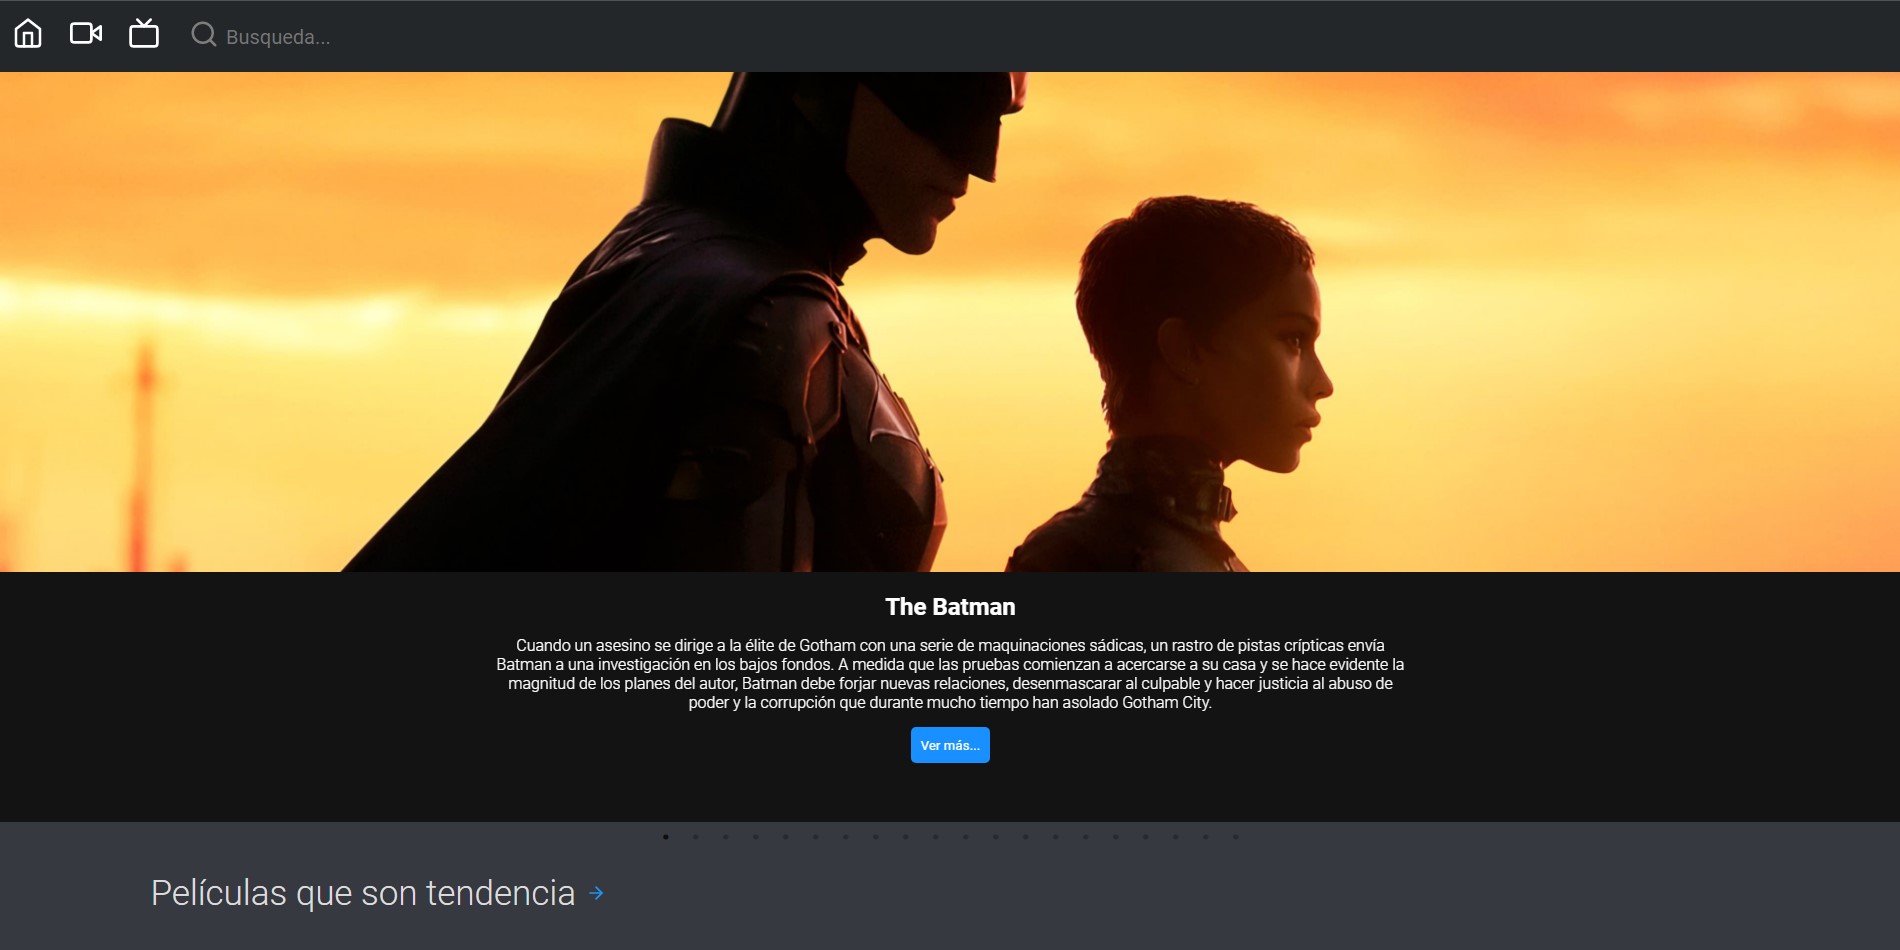 Busqueda...
The Batman
Cuando un asesino se dirige a la élite de Gotham con una serie de maquinaciones sádicas, un rastro de pistas crípticas envía
Batman a una investigación en los bajos fondos. A medida que las pruebas comienzan a acercarse a su casa y se hace evidente la
magnitud de los planes del autor, Batman debe forjar nuevas relaciones, desenmascarar al culpable y hacer justicia al abuso de
poder y la corrupción que durante mucho tiempo han asolado Gotham City.
Ver más...
Películas que son tendencia